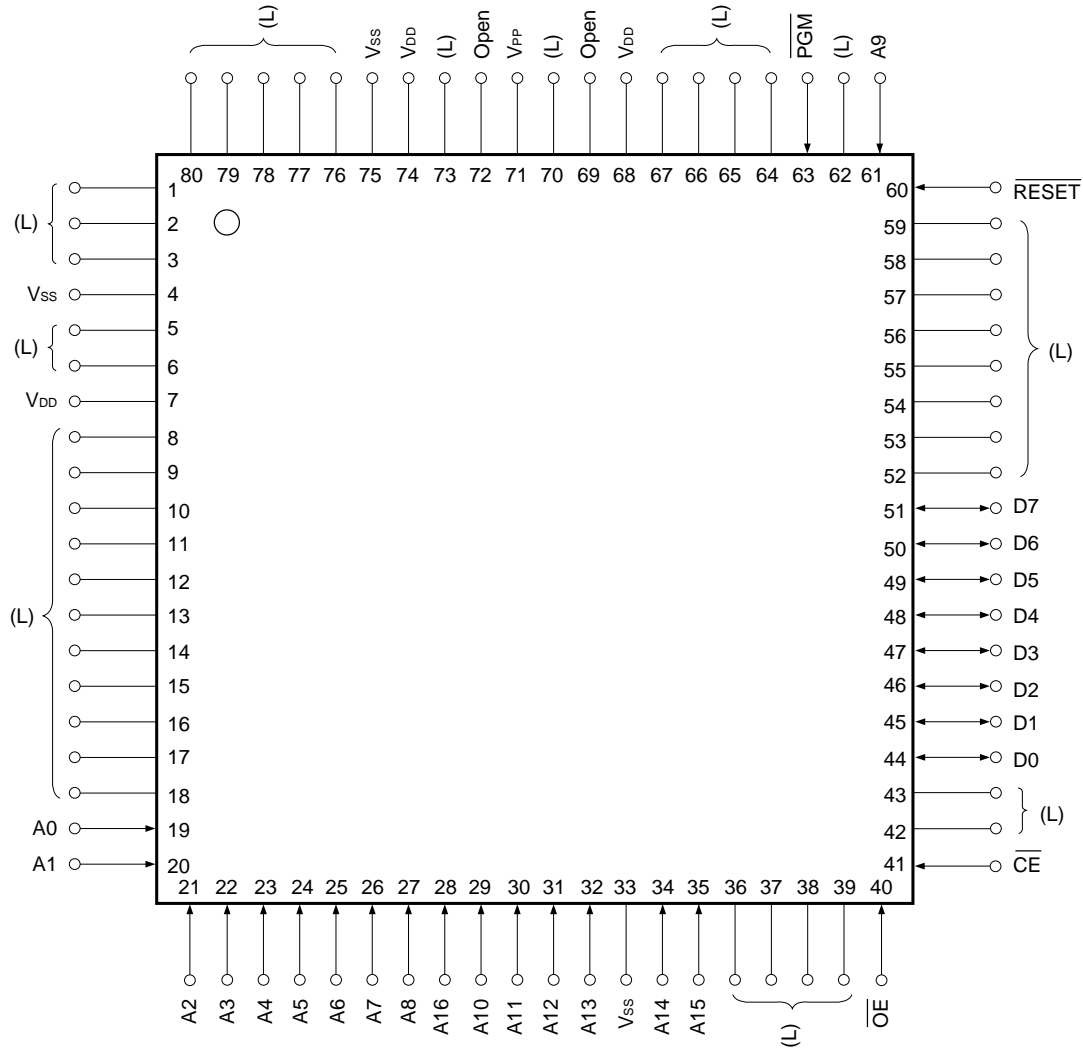 (L) VSS VDD (L) Open VPP (L) Open VDD (L) PGM (L) A9
80 79 78 77 76 75 74 73 72 71 70 69 68 67 66 65 64 63 62 61
(L)
1
2
3
VSS 4
(L)
5
6
VDD 7
(L)
8
9
10
11
12
13
14
15
16
17
18
A0 19
A1 20
60 RESET
59
58
57
56
55
54
53
52
(L)
51 D7
50 D6
49 D5
48 D4
47 D3
46 D2
45 D1
44 D0
43
42
(L)
41 CE
21 22 23 24 25 26 27 28 29 30 31 32 33 34 35 36 37 38 39 40
A2 A3 A4 A5 A6 A7 A8 A16 A10 A11 A12 A13 VSS A14 A15 (L) OE